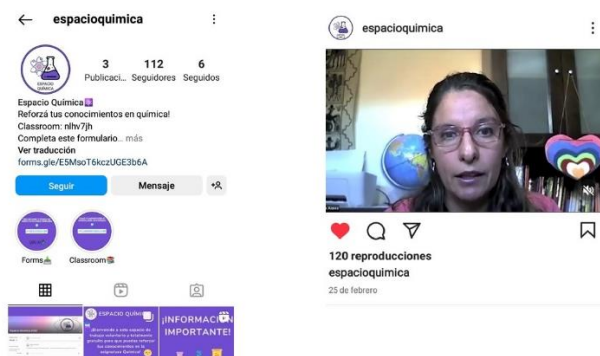 espacioquimica
ESPACIO
QUÍMICA
3 112 6
Publicaci... Seguidores Seguidos
Espacio Química
Reforzá tus conocimientos en química!
Classroom: nlhv7jh
Completa este formulario... más
Ver traducción
forms.gle/E5MsoT6kczUGE3b6A
Seguir
Mensaje
Forms
Classroom
ESPACIO QUÍMICA
¡INFORMACIÓN
IMPORTANTE!
espacioquimica
120 reproducciones
espacioquimica
25 de febrero